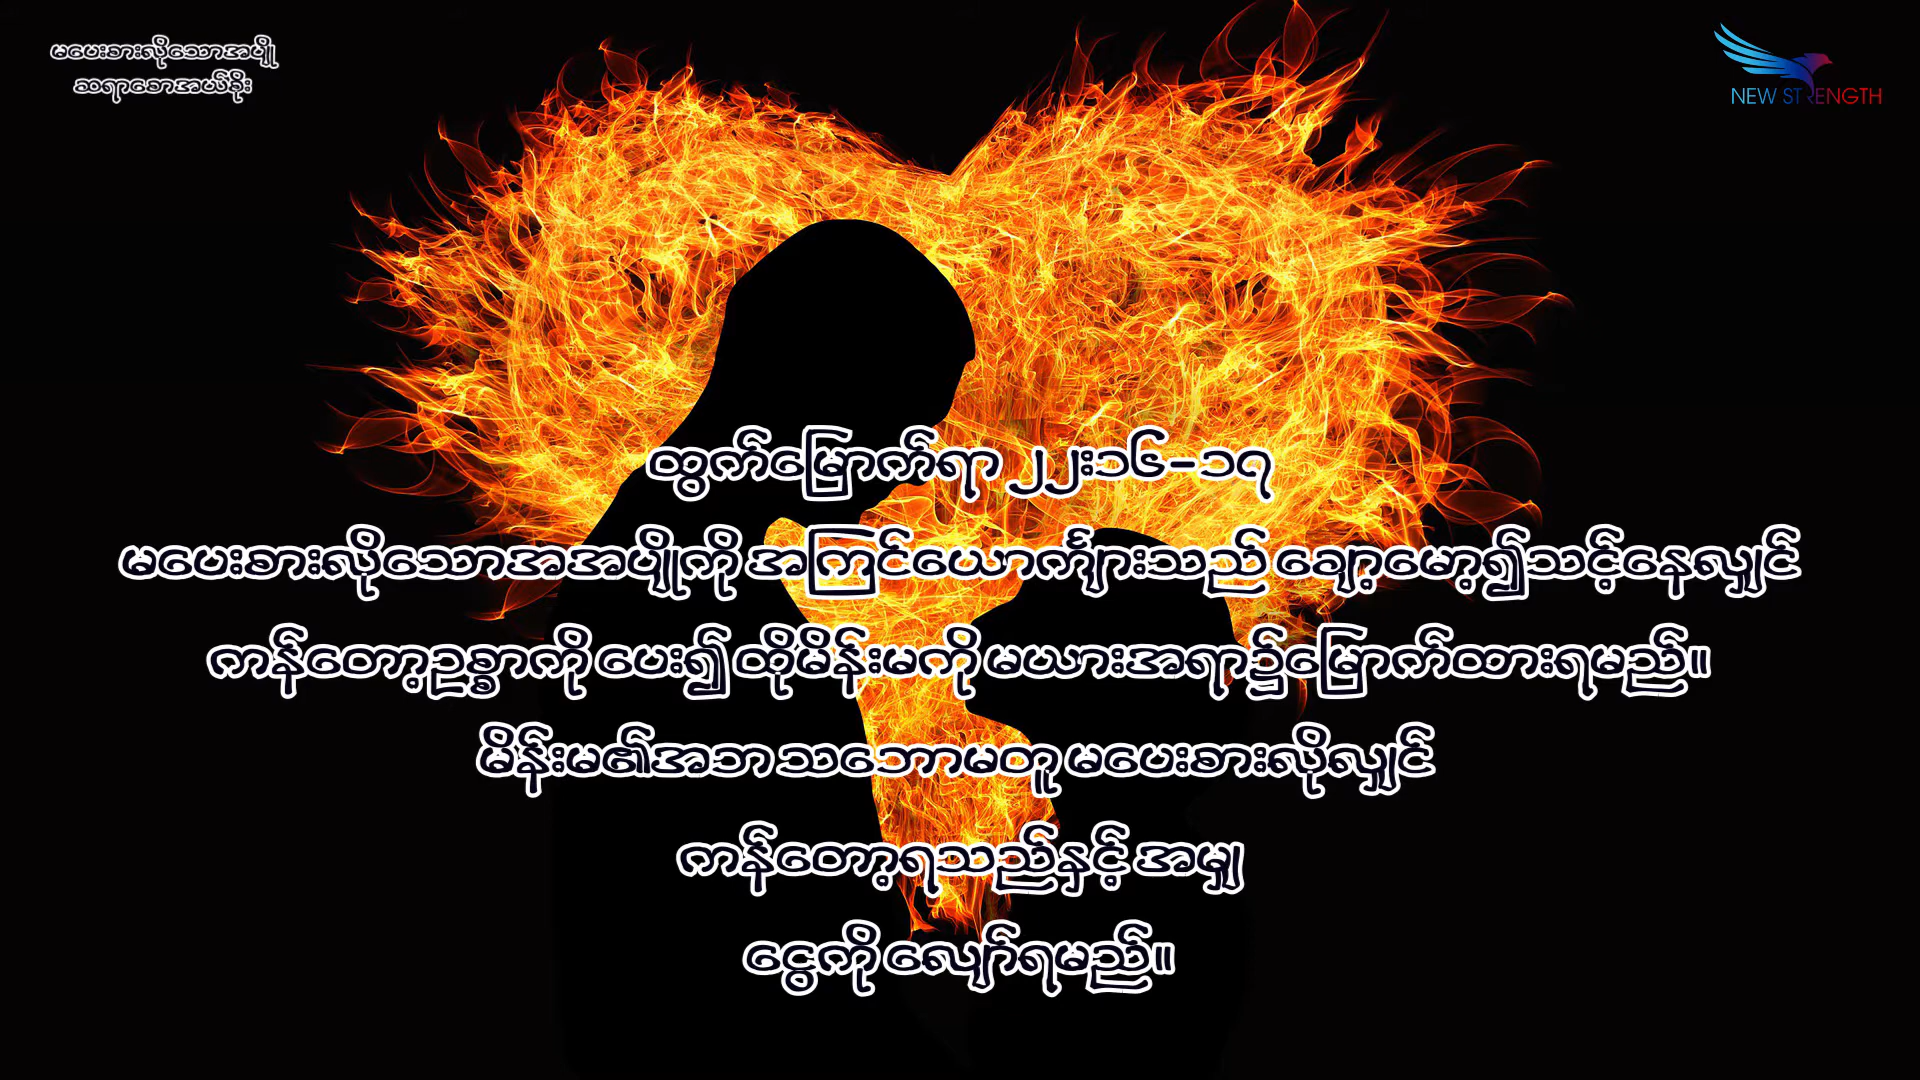 မပေးစားလိုသောအပျို
ဆရာစောအယ်ခိုး
NEW STRENGTH
ထွက်မြောက်ရာ ၂၂း၁၆-၁၇
မပေးစားလိုသောအအပျိုကို အကြင်ယောင်္ကျားသည် ချော့မော့၍သင့်နေလျှင်
ကန်တော့ဥစ္စာကို ပေး၍ ထိုမိန်းမကို မယားအရာ၌မြှောက်ထားရမည်။
မိန်းမ၏အဘ သဘောမတူ မပေးစားလိုလျှင်
ကန်တော့ရသည်နှင့် အမျှ
ငွေကို လျော်ရမည်။